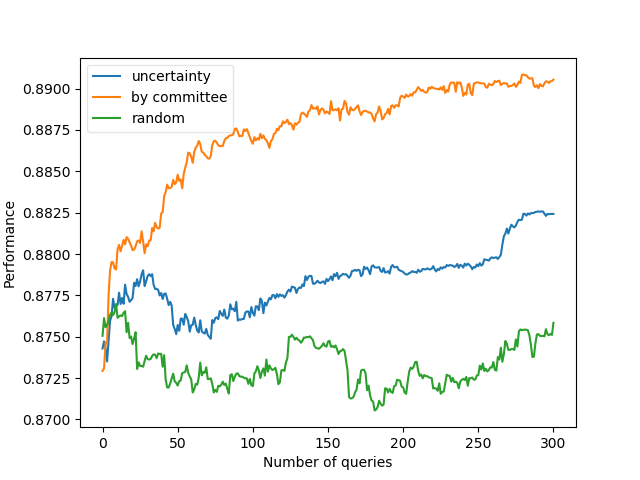 uncertainty
by committee
random
Performance
0.8900
0.8875
0.8850
0.8825
0.8800
0.8775
0.8750
0.8725
0.8700
0 50 100 150 200 250 300
Number of queries